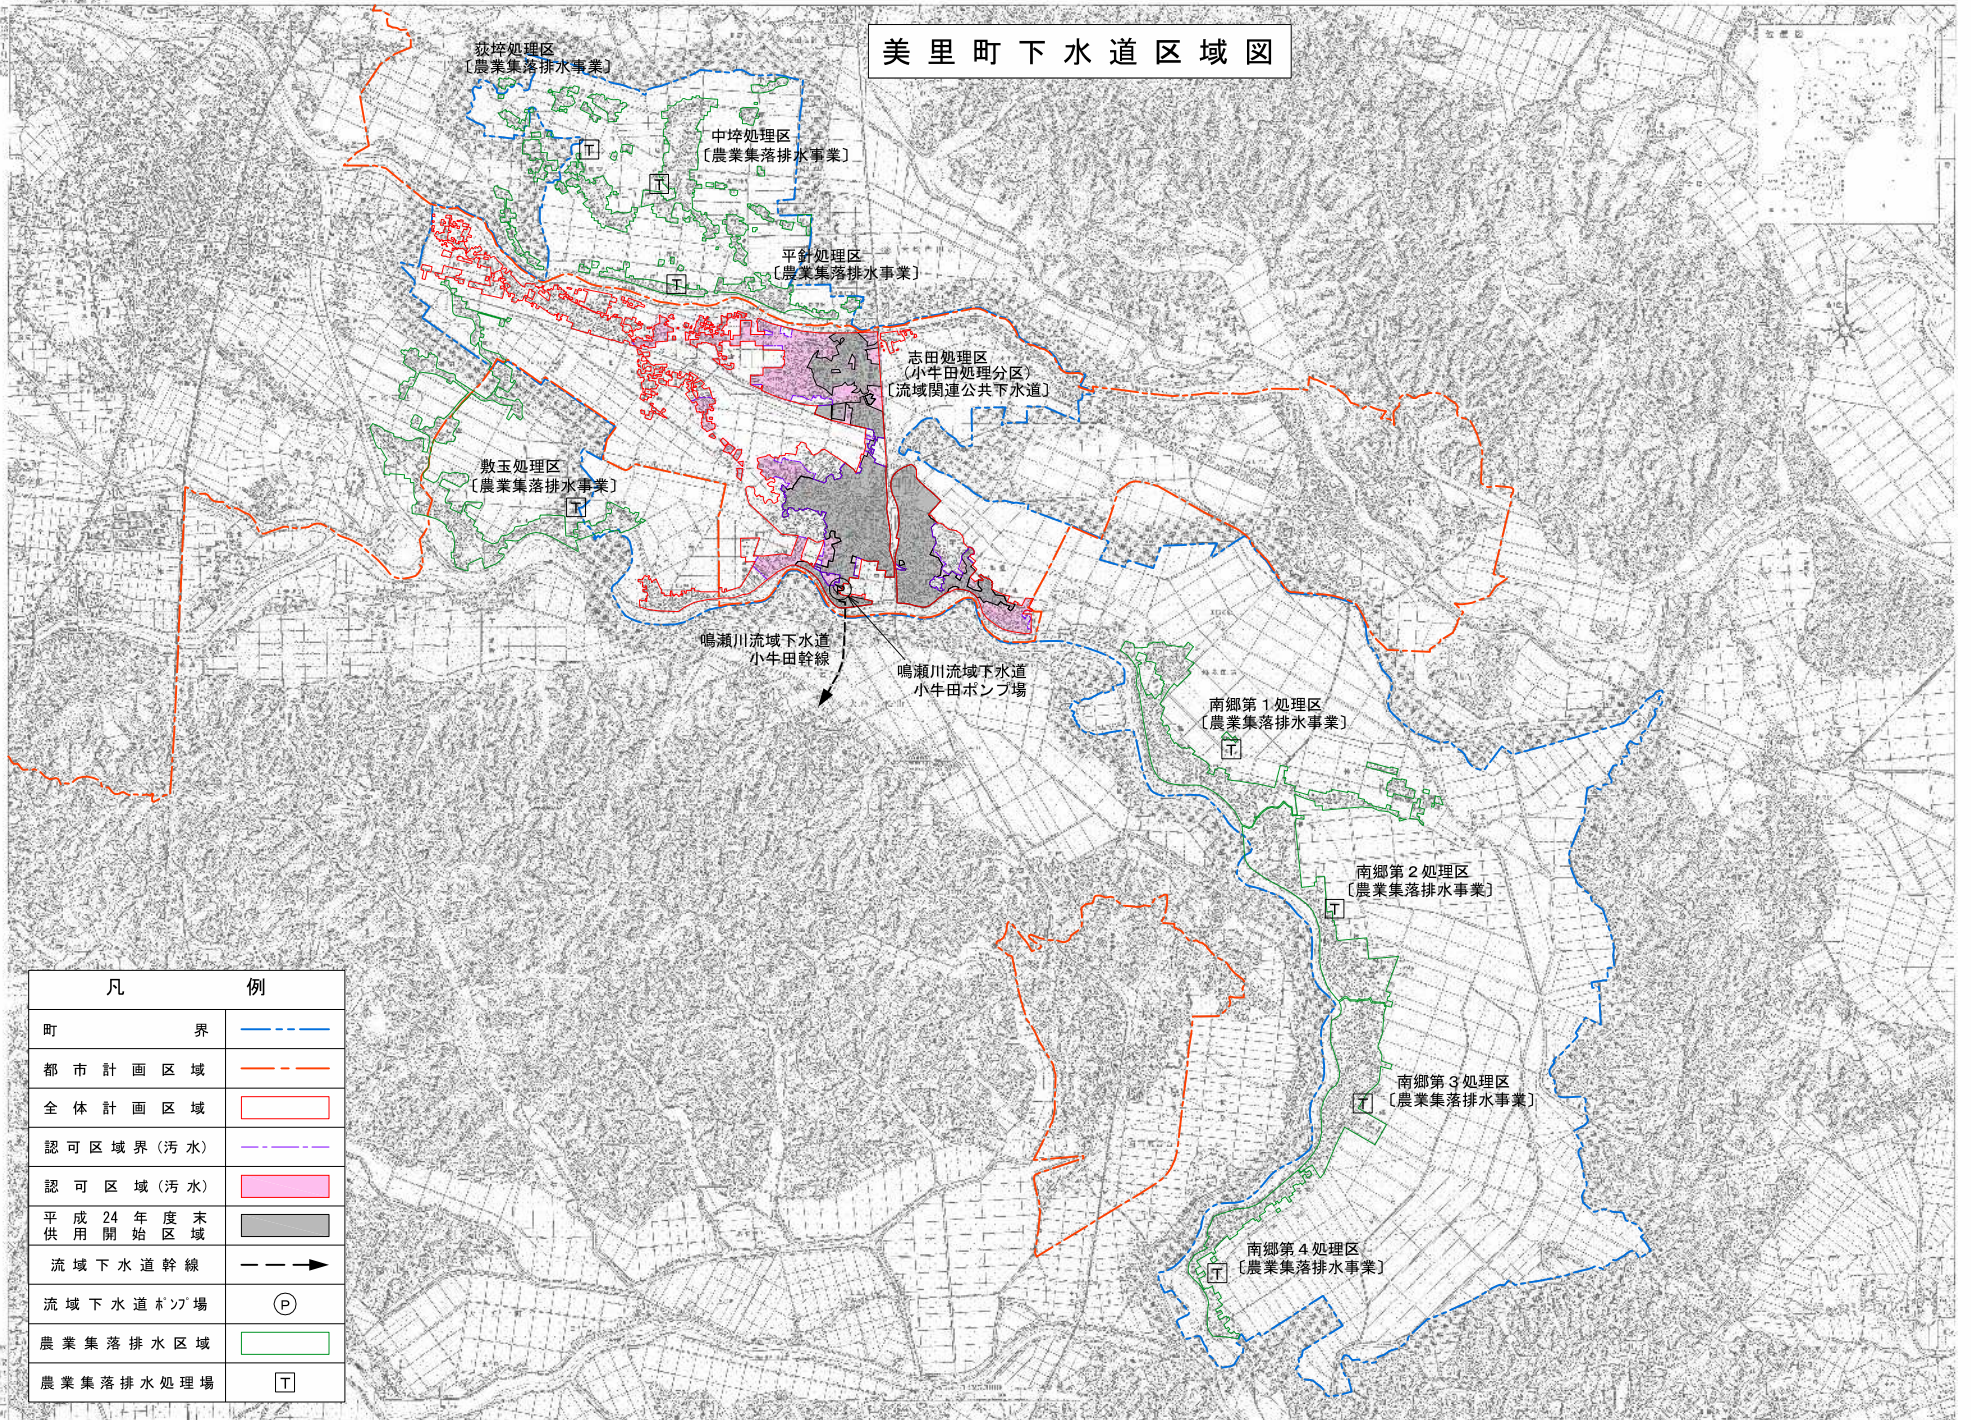 美里町下水道区域図
荻埣処理区
〔農業集落排水事業〕
中埣処理区
〔農業集落排水事業〕
平針処理区
〔農業集落排水事業〕
志田処理区
(小牛田処理分区)
〔流域関連公共下水道〕
敷玉処理区
〔農業集落排水事業〕
鳴瀬川流域下水道
小牛田幹線
鳴瀬川流域下水道
小牛田ポンプ場
南郷第1処理区
〔農業集落排水事業〕
南郷第2処理区
〔農業集落排水事業〕
南郷第3処理区
〔農業集落排水事業〕
南郷第4処理区
〔農業集落排水事業〕
T
T
T
T
P
T
T
T
T
凡例
町界
都市計画区域
全体計画区域
認可区域界(汚水)
認可区域(汚水)
平成24年度末
供用開始区域
流域下水道幹線
流域下水道ポンプ場
P
農業集落排水区域
農業集落排水処理場
T